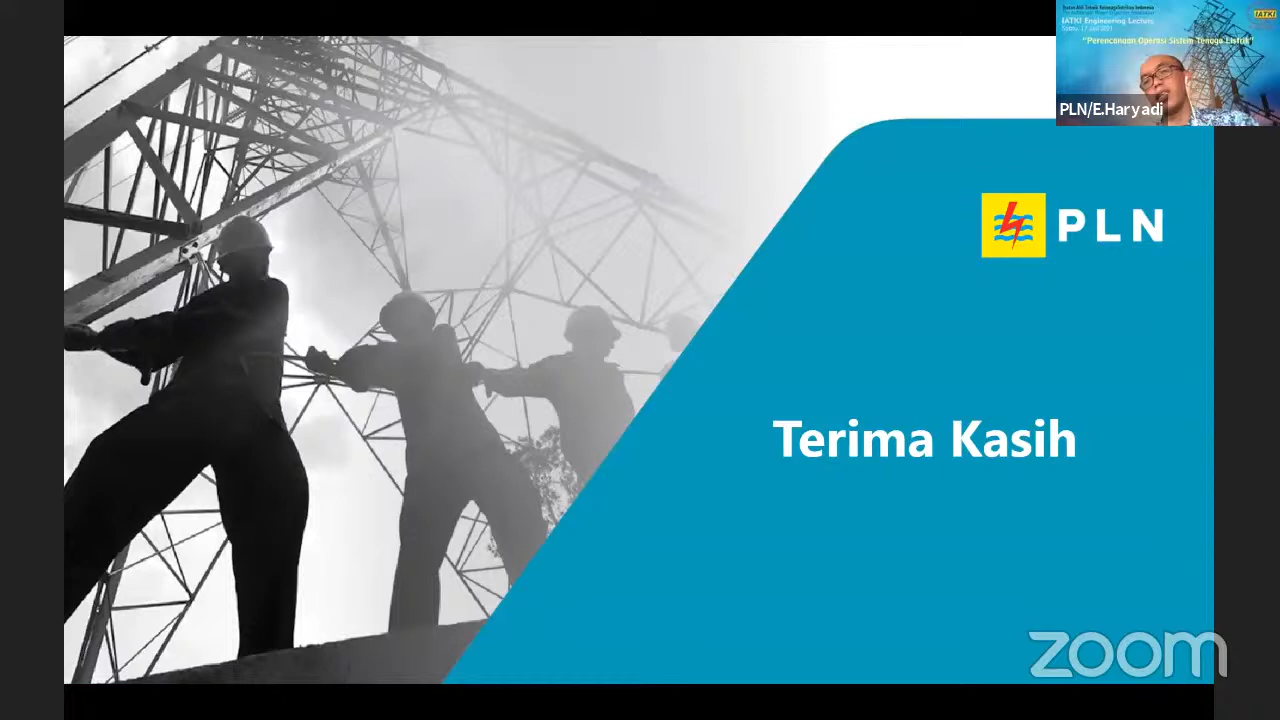 IATKI
IATKI Engineering Lecture
"Perencanaan Operasi Sistem Tenaga Listrik"
PLN/E.Haryadi
PLN
Terima Kasih
zoom